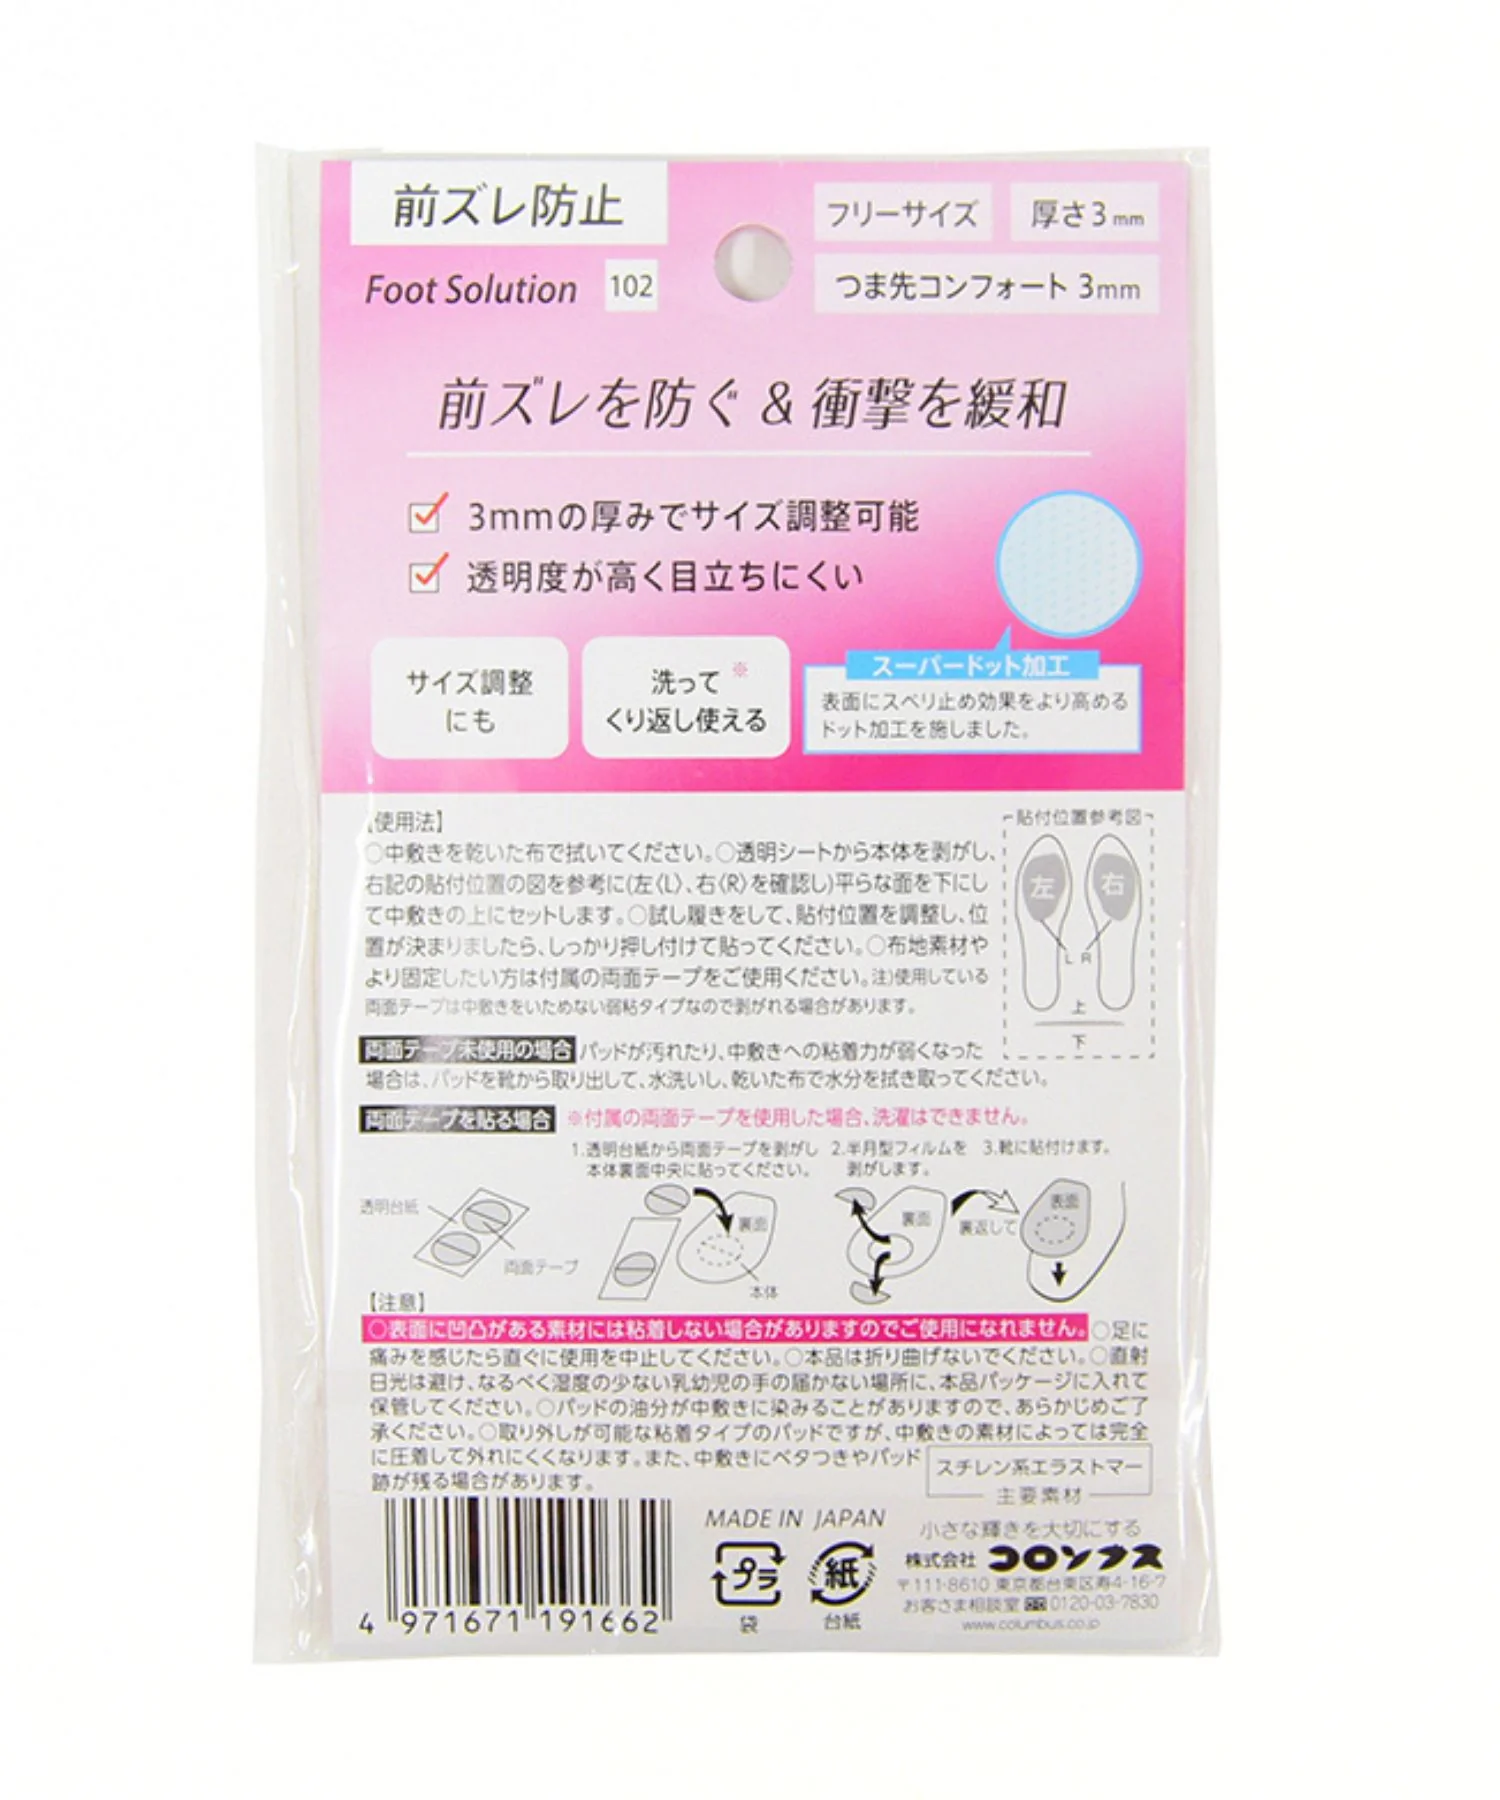 前ズレ防止
フリーサイズ
厚さ3mm
Foot Solution 102
つま先コンフォート 3mm
前ズレを防ぐ & 衝撃を緩和
3mmの厚みでサイズ調整可能
透明度が高く目立ちにくい
サイズ調整
にも
洗って※
くり返し使える
スーパードット加工
表面にスベリ止め効果をより高める
ドット加工を施しました。
【使用法】
○中敷きを乾いた布で拭いてください。○透明シートから本体を剥がし、
右記の貼付位置の図を参考に(左〈L〉、右〈R〉を確認し)平らな面を下にし
て中敷きの上にセットします。○試し履きをして、貼付位置を調整し、位
置が決まりましたら、しっかり押し付けて貼ってください。○布地素材や
より固定したい方は付属の両面テープをご使用ください。注)使用している
両面テープは中敷きをいためない弱粘タイプなので剥がれる場合があります。
貼付位置参考図
左
右
L R
上
下
両面テープ未使用の場合 パッドが汚れたり、中敷きへの粘着力が弱くなった
場合は、パッドを靴から取り出して、水洗いし、乾いた布で水分を拭き取ってください。
両面テープを貼る場合 ※付属の両面テープを使用した場合、洗濯はできません。
1.透明台紙から両面テープを剥がし
本体裏面中央に貼ってください。
2.半月型フィルムを
剥がします。
3.靴に貼付けます。
透明台紙
両面テープ
裏面
本体
裏面
裏返して
表面
【注意】
○表面に凹凸がある素材には粘着しない場合がありますのでご使用になれません。○足に
痛みを感じたら直ぐに使用を中止してください。○本品は折り曲げないでください。○直射
日光は避け、なるべく湿度の少ない乳幼児の手の届かない場所に、本品パッケージに入れて
保管してください。○パッドの油分が中敷きに染みることがありますので、あらかじめご了
承ください。○取り外しが可能な粘着タイプのパッドですが、中敷きの素材によっては完全
に圧着して外れにくくなります。また、中敷きにベタつきやパッド
跡が残る場合があります。
スチレン系エラストマー
主要素材
4 971671 191662
MADE IN JAPAN
プラ
袋
紙
台紙
小さな輝きを大切にする
株式会社 コロンブス
〒111-8610 東京都台東区寿4-16-7
お客さま相談室 0120-03-7830
www.columbus.co.jp